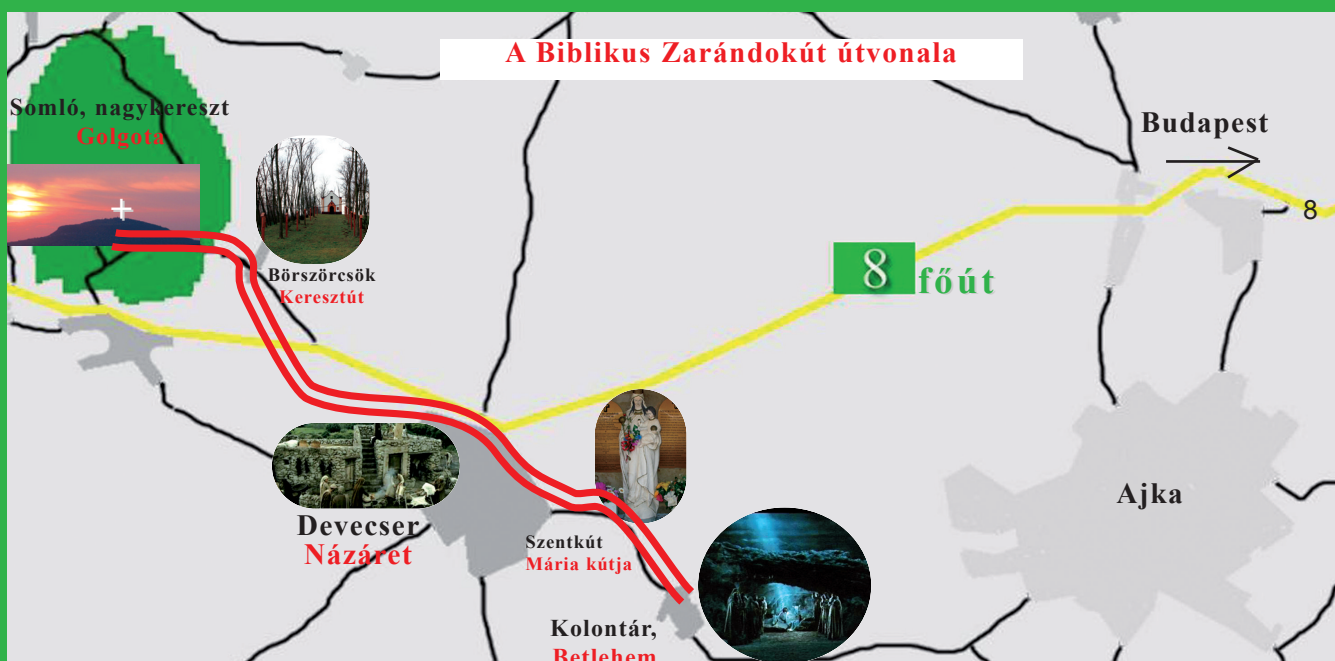 A Biblikus Zarándokút útvonala
Somló, nagykereszt
Golgota
Budapest
8
Börszörcsök
Keresztút
8 főút
Devecser
Názáret
Szentkút
Mária kútja
Ajka
Kolontár,
Betlehem